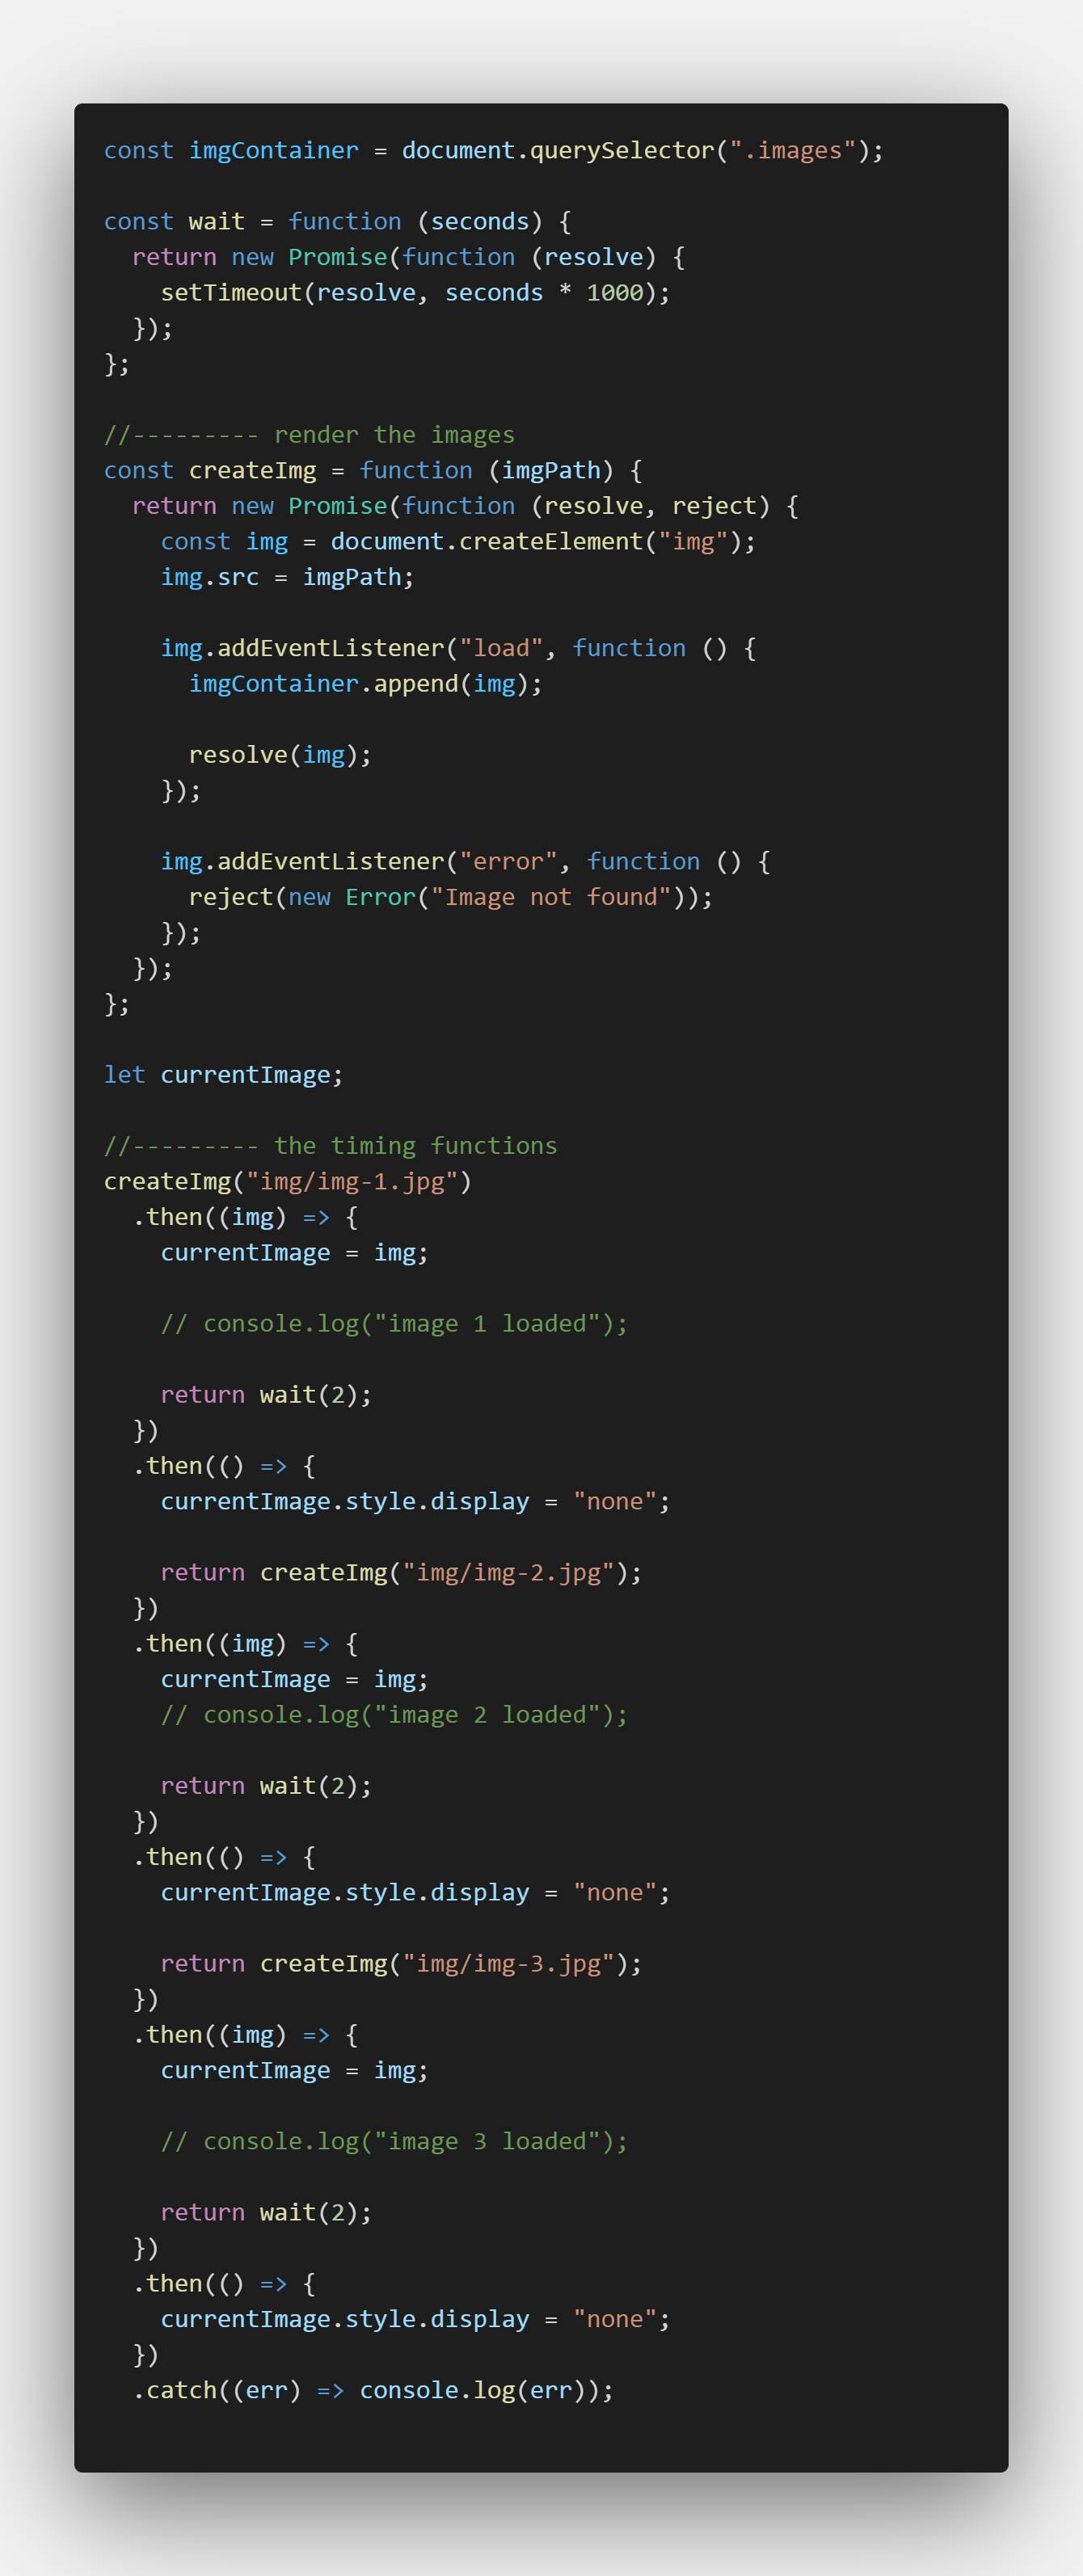 const imgContainer = document.querySelector(".images");

const wait = function (seconds) {
  return new Promise(function (resolve) {
    setTimeout(resolve, seconds * 1000);
  });
};

//--------- render the images
const createImg = function (imgPath) {
  return new Promise(function (resolve, reject) {
    const img = document.createElement("img");
    img.src = imgPath;

    img.addEventListener("load", function () {
      imgContainer.append(img);

      resolve(img);
    });

    img.addEventListener("error", function () {
      reject(new Error("Image not found"));
    });
  });
};

let currentImage;

//--------- the timing functions
createImg("img/img-1.jpg")
  .then((img) => {
    currentImage = img;

    // console.log("image 1 loaded");

    return wait(2);
  })
  .then(() => {
    currentImage.style.display = "none";

    return createImg("img/img-2.jpg");
  })
  .then((img) => {
    currentImage = img;
    // console.log("image 2 loaded");

    return wait(2);
  })
  .then(() => {
    currentImage.style.display = "none";

    return createImg("img/img-3.jpg");
  })
  .then((img) => {
    currentImage = img;

    // console.log("image 3 loaded");

    return wait(2);
  })
  .then(() => {
    currentImage.style.display = "none";
  })
  .catch((err) => console.log(err));